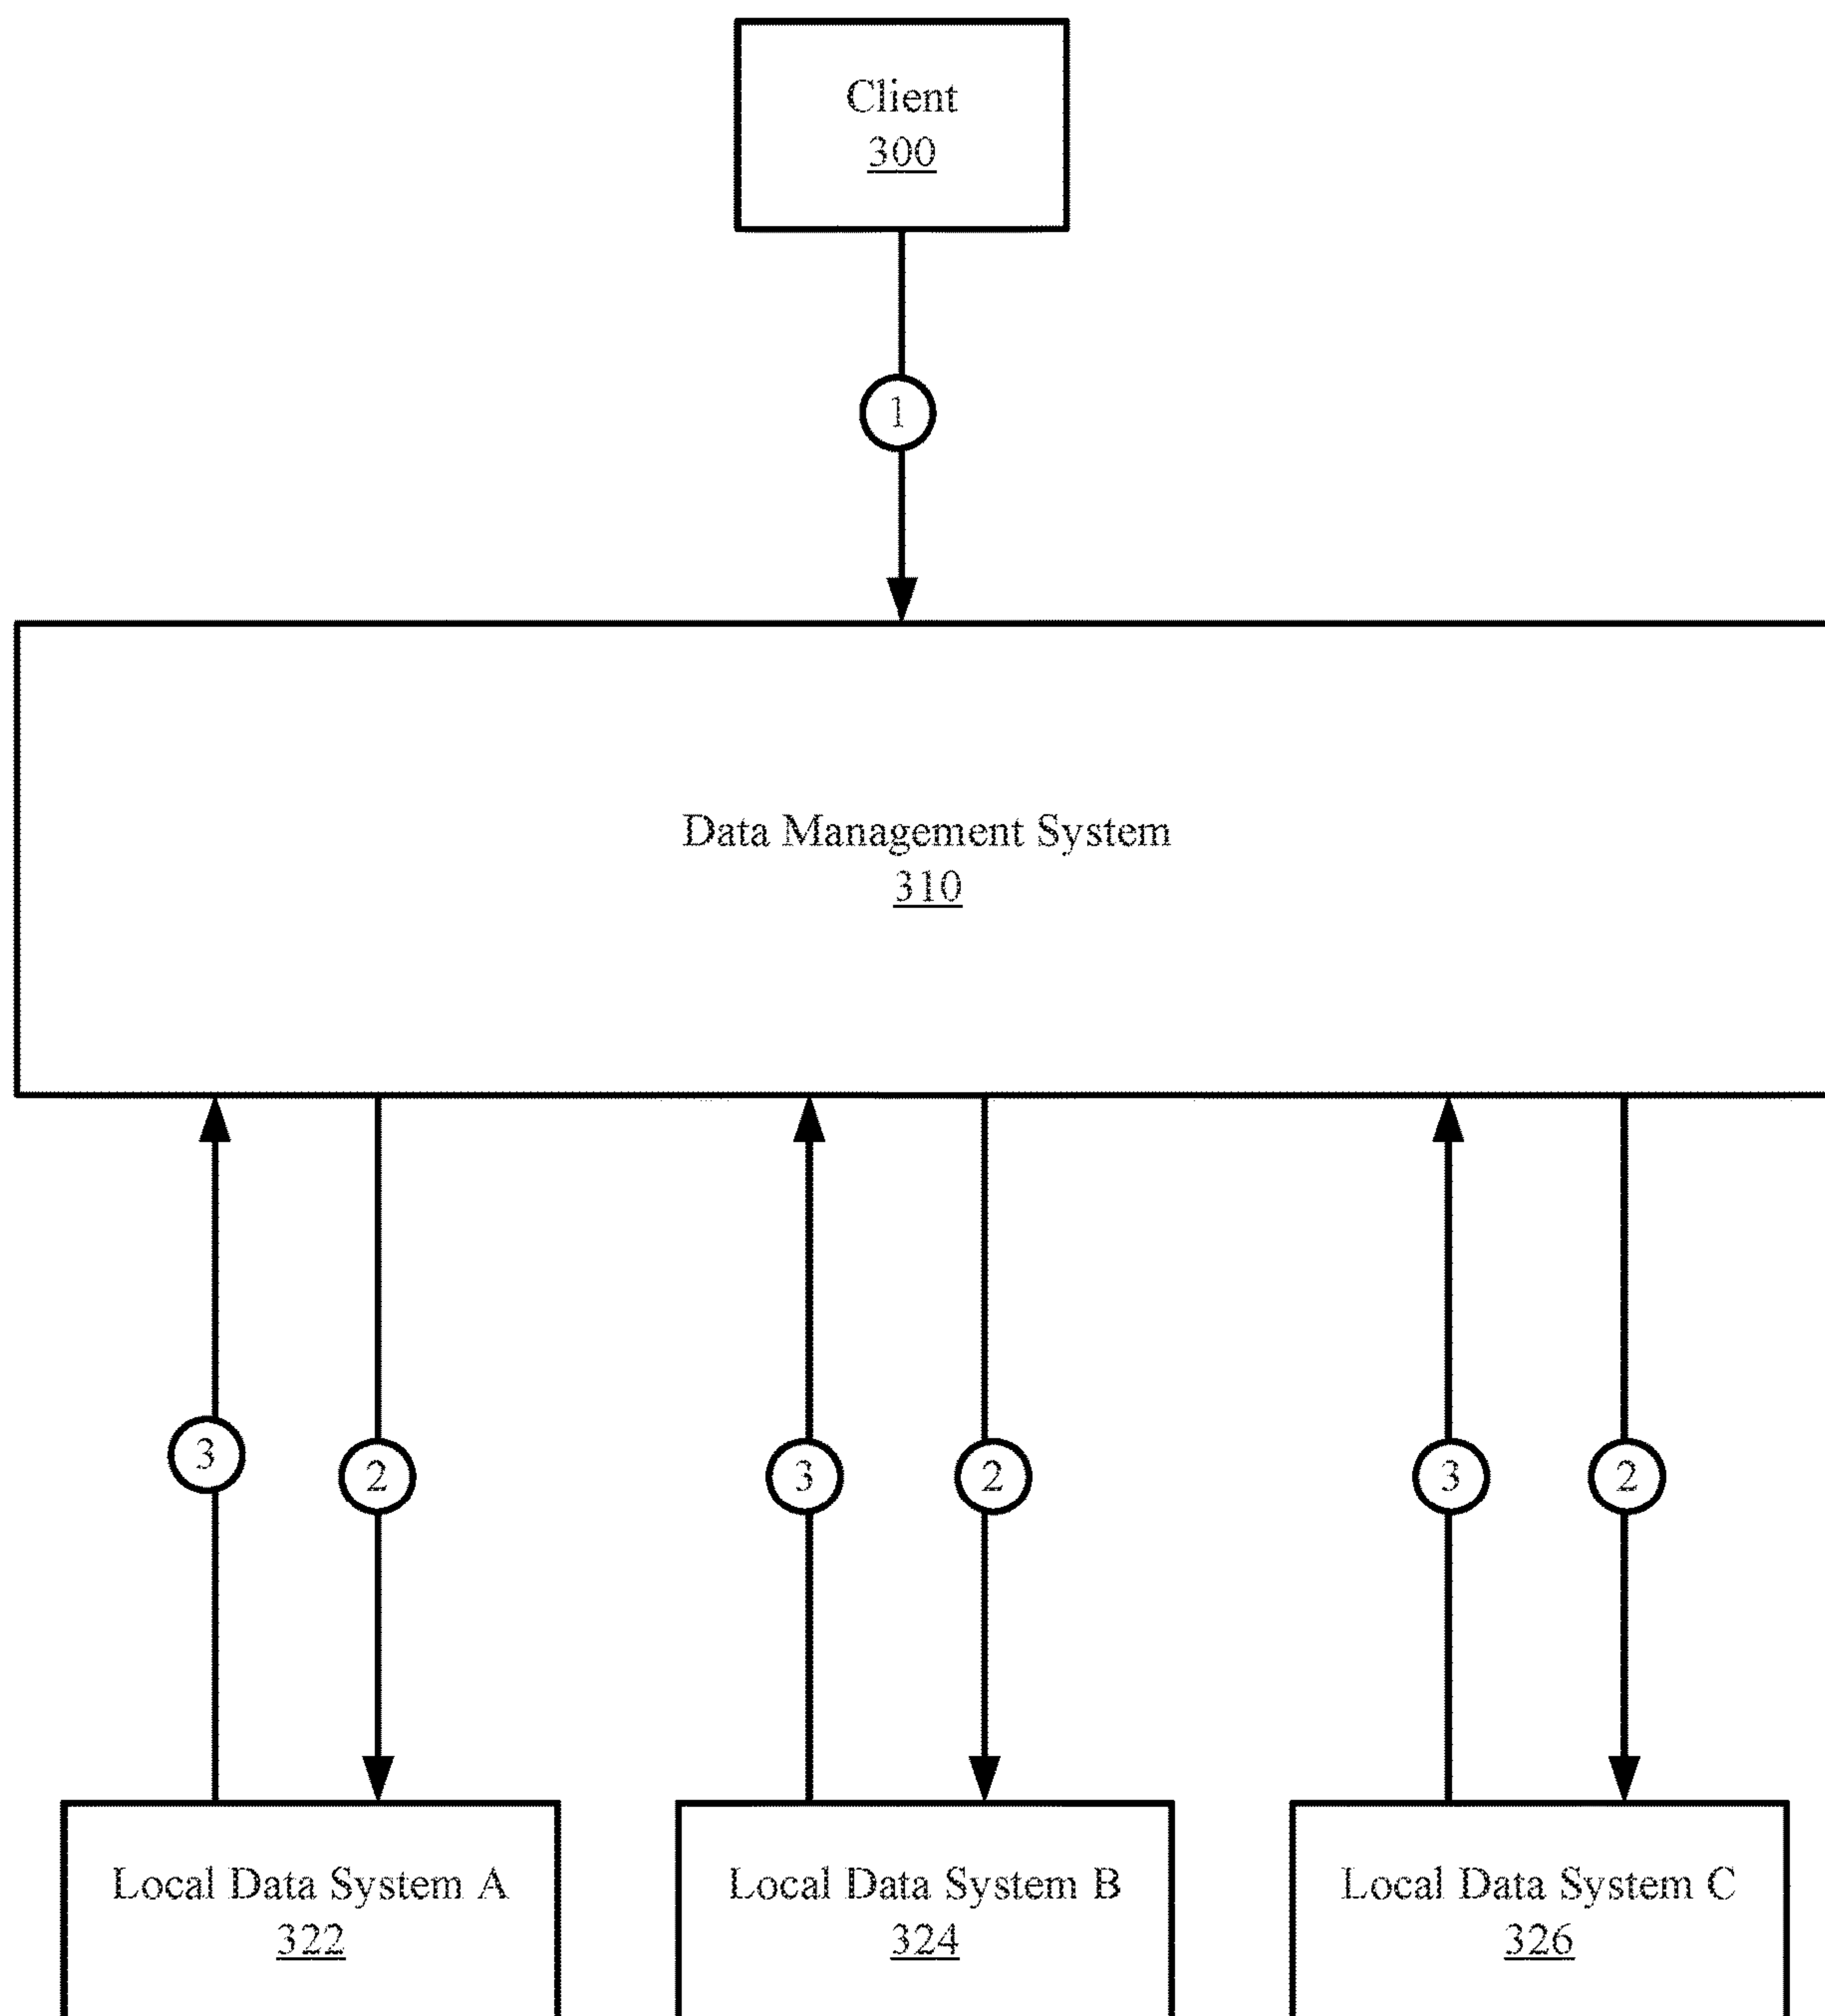 Client
300
1
Data Management System
310
3
2
3
2
3
2
Local Data System A
322
Local Data System B
324
Local Data System C
326